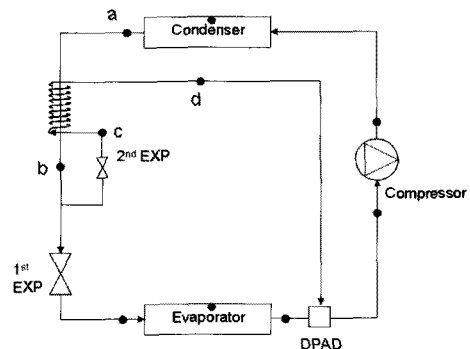 a
Condenser
d
c
b
2nd EXP
Compressor
1st
EXP
Evaporator
DPAD